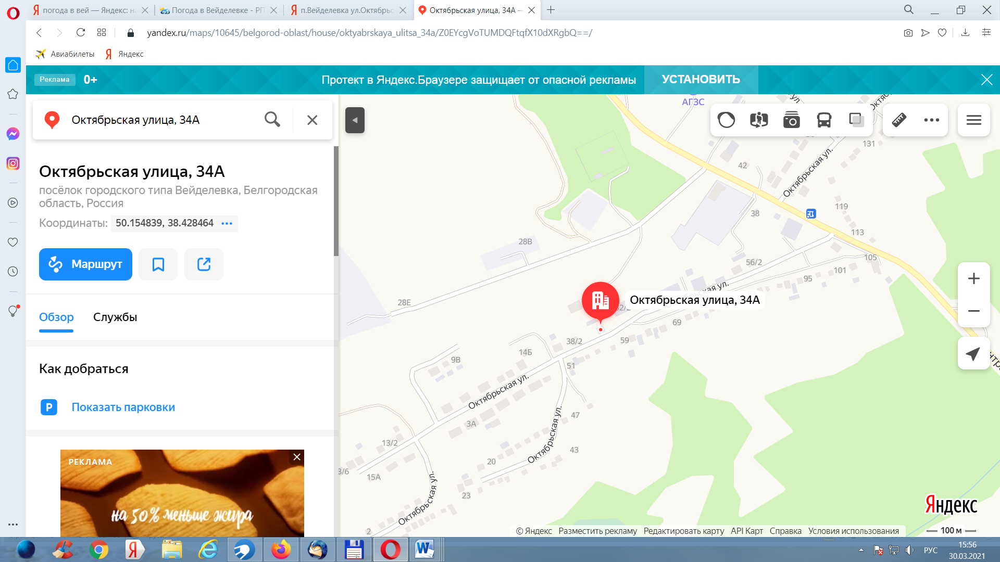 погода в вей — Яндекс: н
Погода в Вейделевке - РП
п.Вейделевка ул.Октябрьс
Октябрьская улица, 34А —
yandex.ru/maps/10645/belgorod-oblast/house/oktyabrskaya_ulitsa_34a/Z0EYcgVoTUMDQFtqfX10dXRgbQ==/
Авиабилеты
Яндекс
Реклама
0+
Протект в Яндекс.Браузере защищает от опасной рекламы
УСТАНОВИТЬ
Октябрьская улица, 34А
Октябрьская улица, 34А
посёлок городского типа Вейделевка, Белгородская
область, Россия
Координаты: 50.154839, 38.428464
Маршрут
Обзор
Службы
Как добраться
P
Показать парковки
РЕКЛАМА
на 50% меньше жира
АГЗС
131
42
Октябрьская ул.
119
38
113
28В
56/2
105
101
95
28Е
Октябрьская улица, 34А
69
38/2
59
14Б
9В
51
Октябрьская ул.
47
3А
Октябрьская ул.
13/2
43
20
15А
23
Октябрьская ул.
2
Яндекс
© Яндекс
Разместить рекламу
Редактировать карту
API Карт
Справка
Условия использования
100 м
РУС
15:56
30.03.2021